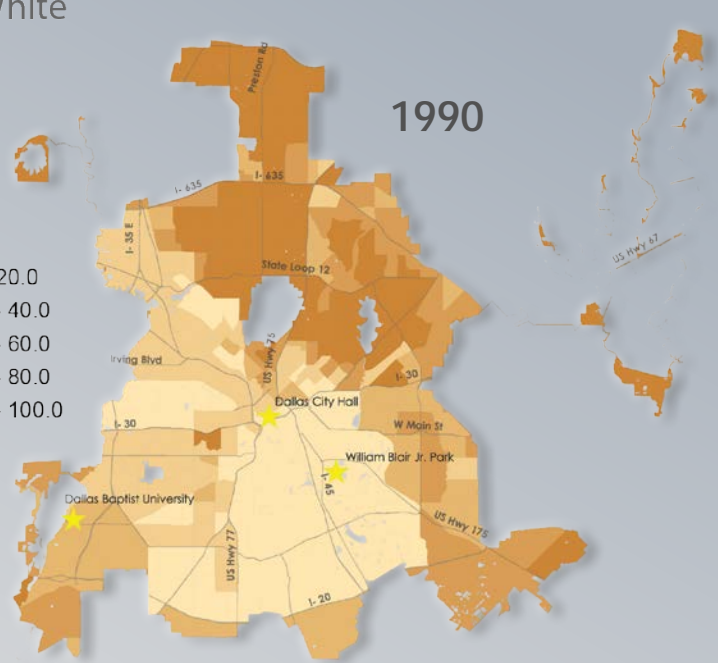 White
1990
Preston Rd
I- 635
I- 635
I- 35 E
State Loop 12
US Hwy 67
20.0
40.0
60.0
80.0
100.0
Irving Blvd
US Hwy 75
I- 30
Dallas City Hall
I- 30
W Main St
William Blair Jr. Park
I- 45
Dallas Baptist University
US Hwy 175
US Hwy 77
I- 20